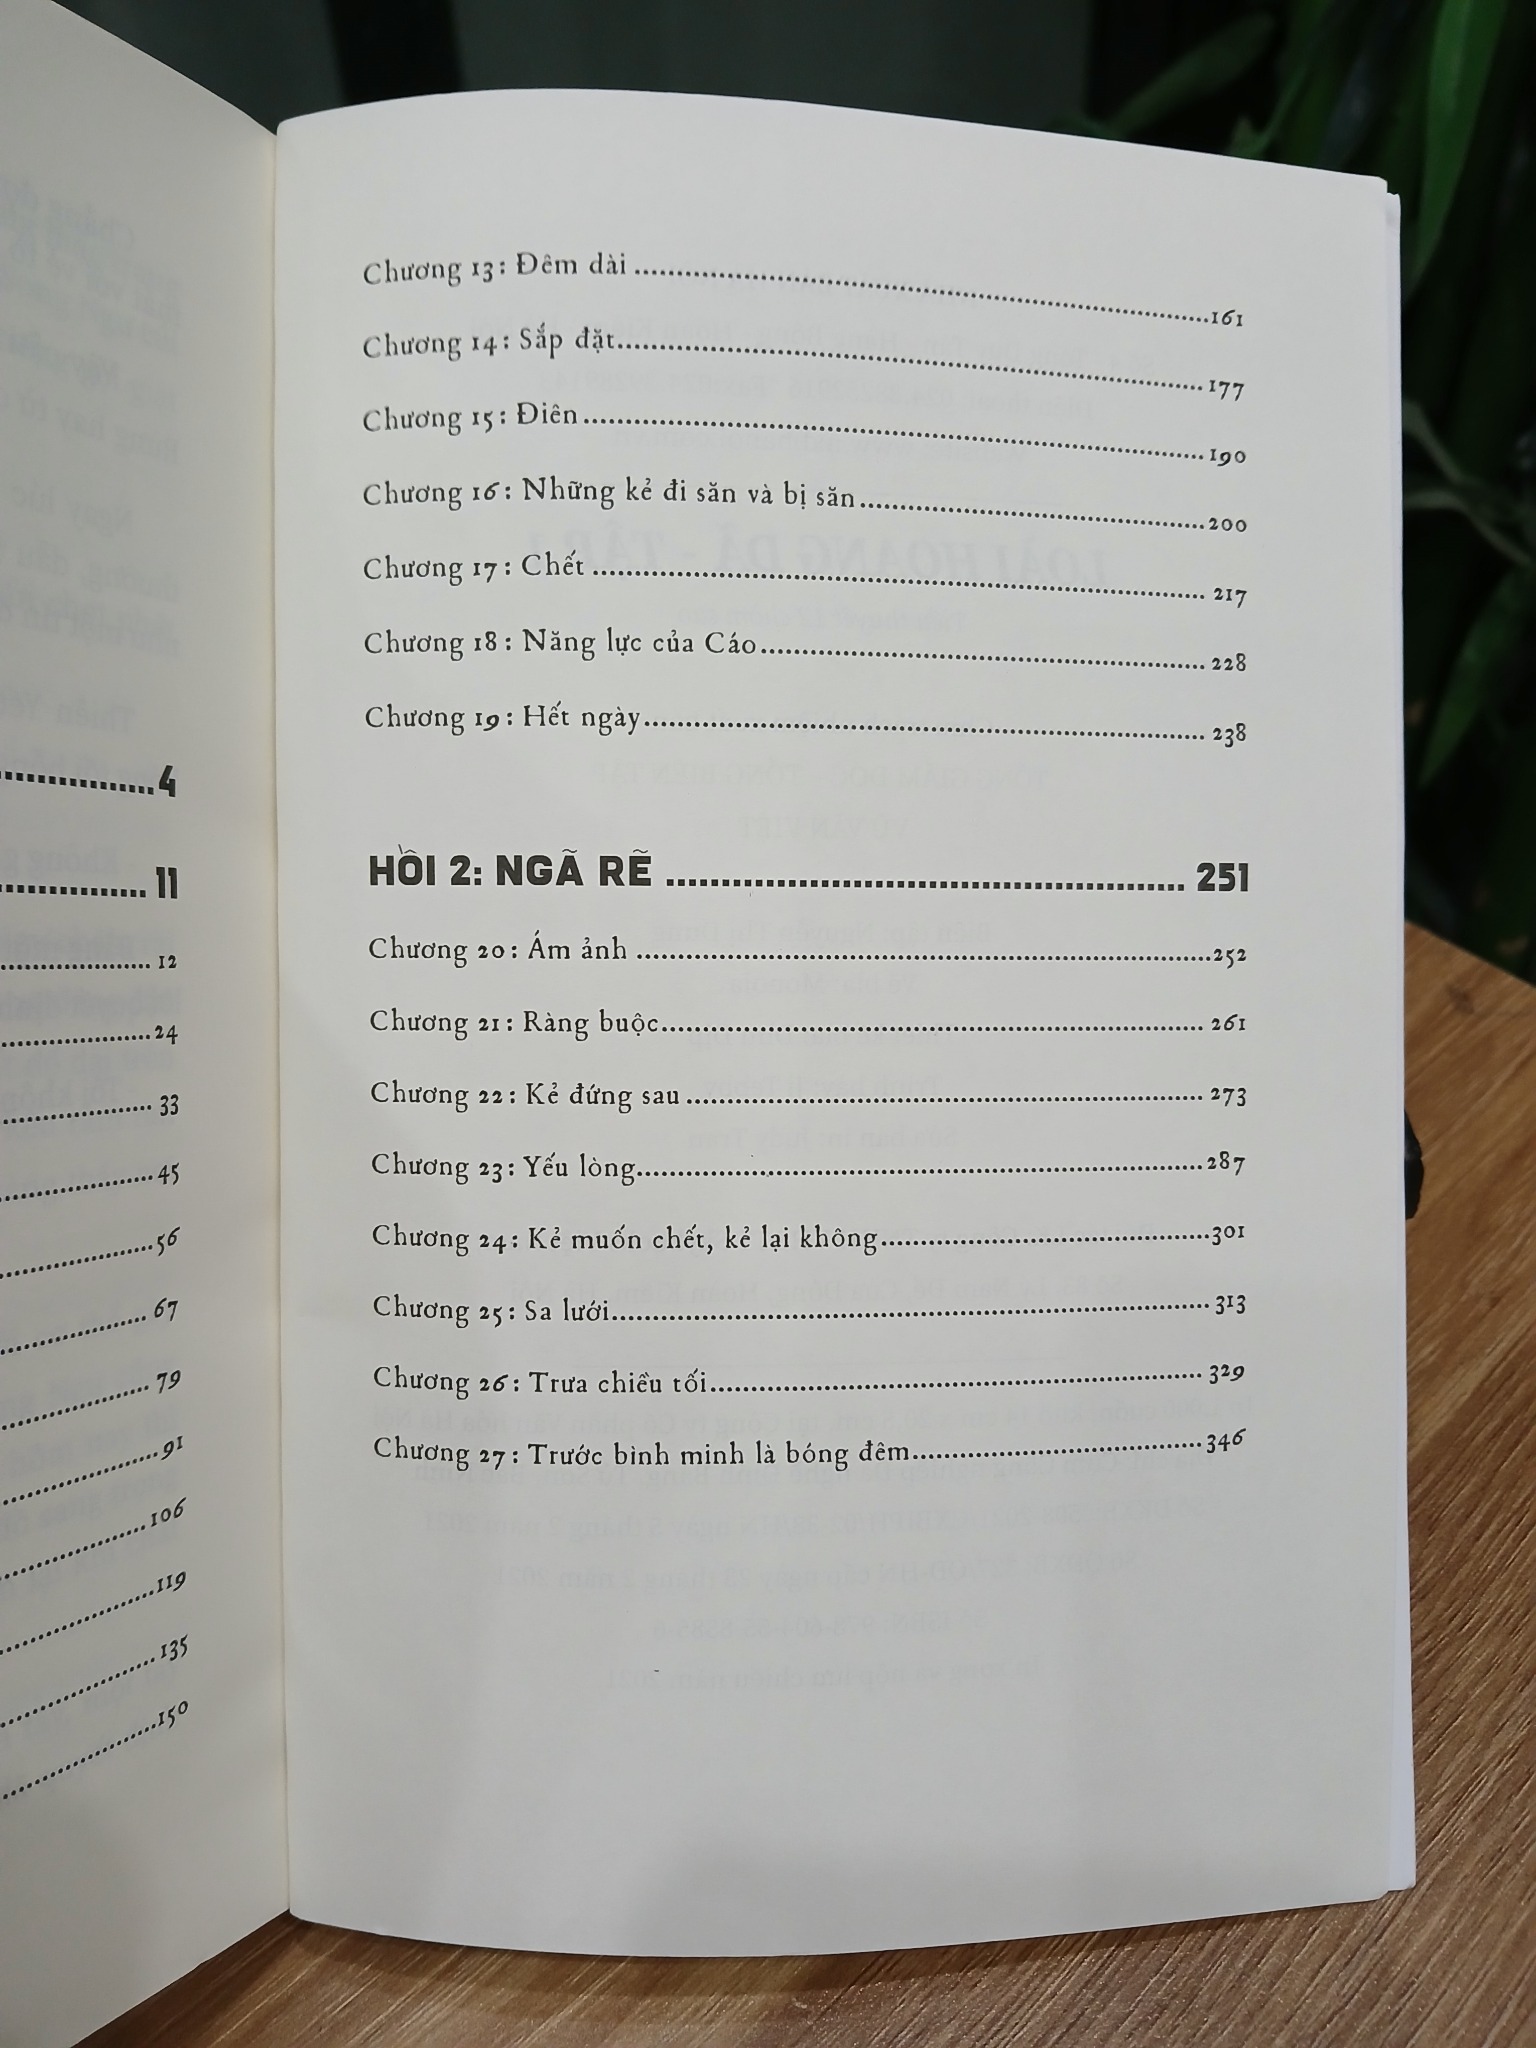 4
11
12
24
33
45
56
67
79
91
106
119
135
150
Chương 13: Đêm dài ........ 161
Chương 14: Sắp đặt ........ 177
Chương 15: Điên ........ 190
Chương 16: Những kẻ đi săn và bị săn ........ 200
Chương 17: Chết ........ 217
Chương 18: Năng lực của Cáo ........ 228
Chương 19: Hết ngày ........ 238
HỒI 2: NGÃ RẼ ........ 251
Chương 20: Ám ảnh ........ 252
Chương 21: Ràng buộc ........ 261
Chương 22: Kẻ đứng sau ........ 273
Chương 23: Yếu lòng ........ 287
Chương 24: Kẻ muốn chết, kẻ lại không ........ 301
Chương 25: Sa lưới ........ 313
Chương 26: Trưa chiều tối ........ 329
Chương 27: Trước bình minh là bóng đêm ........ 346